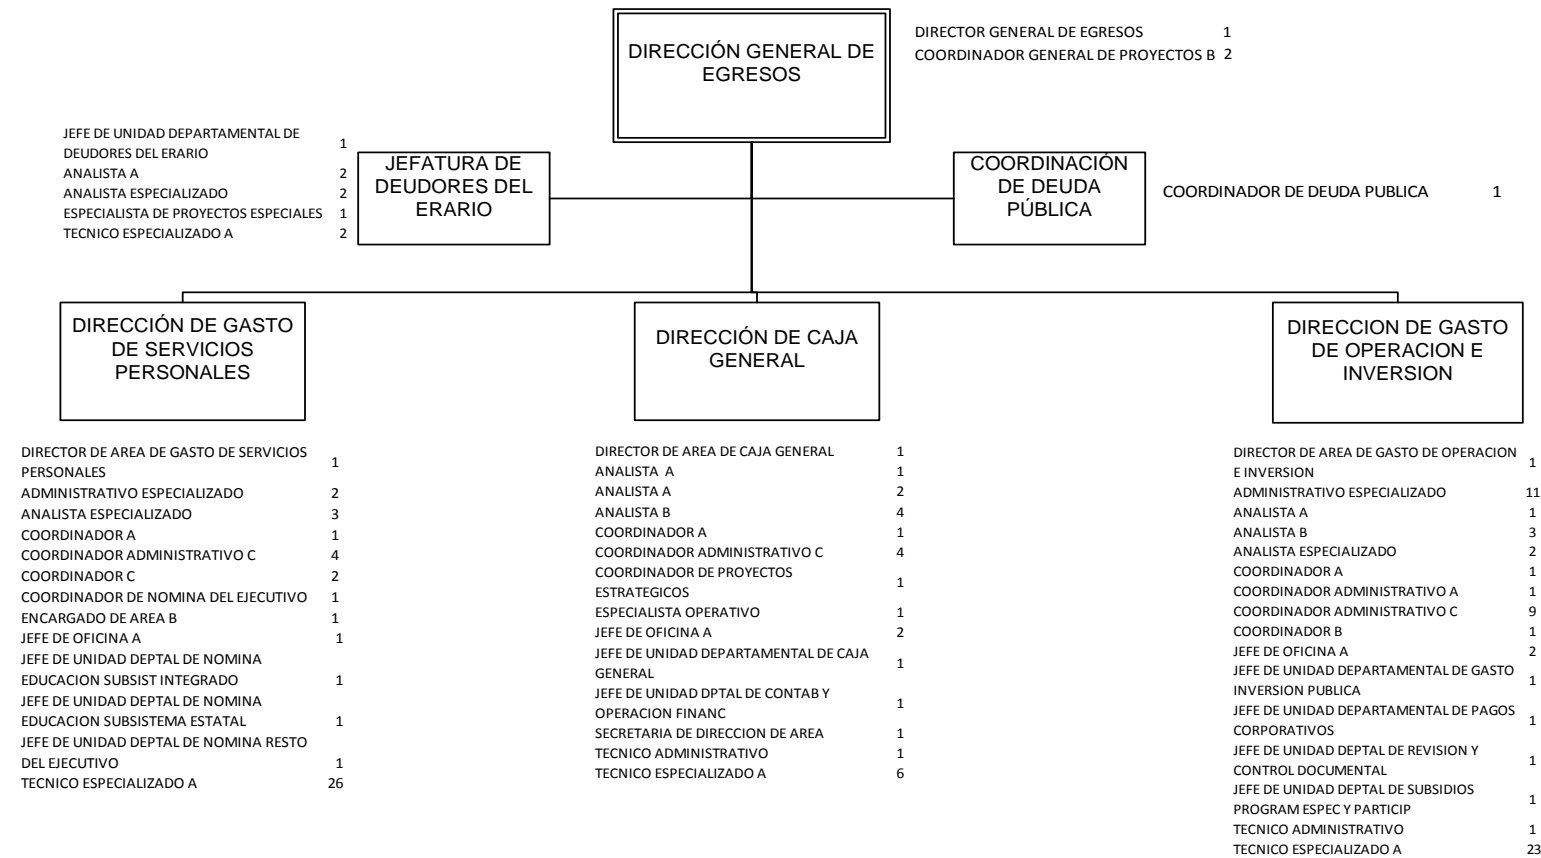 DIRECCIÓN GENERAL DE
EGRESOS
DIRECTOR GENERAL DE EGRESOS 1
COORDINADOR GENERAL DE PROYECTOS B 2
JEFE DE UNIDAD DEPARTAMENTAL DE
DEUDORES DEL ERARIO 1
ANALISTA A 2
ANALISTA ESPECIALIZADO 2
ESPECIALISTA DE PROYECTOS ESPECIALES 1
TECNICO ESPECIALIZADO A 2
JEFATURA DE
DEUDORES DEL
ERARIO
COORDINACIÓN
DE DEUDA
PÚBLICA
COORDINADOR DE DEUDA PUBLICA 1
DIRECCIÓN DE GASTO
DE SERVICIOS
PERSONALES
DIRECTOR DE AREA DE GASTO DE SERVICIOS
PERSONALES 1
ADMINISTRATIVO ESPECIALIZADO 2
ANALISTA ESPECIALIZADO 3
COORDINADOR A 1
COORDINADOR ADMINISTRATIVO C 4
COORDINADOR C 2
COORDINADOR DE NOMINA DEL EJECUTIVO 1
ENCARGADO DE AREA B 1
JEFE DE OFICINA A 1
JEFE DE UNIDAD DEPTAL DE NOMINA
EDUCACION SUBSIST INTEGRADO 1
JEFE DE UNIDAD DEPTAL DE NOMINA
EDUCACION SUBSISTEMA ESTATAL 1
JEFE DE UNIDAD DEPTAL DE NOMINA RESTO
DEL EJECUTIVO 1
TECNICO ESPECIALIZADO A 26
DIRECCIÓN DE CAJA
GENERAL
DIRECTOR DE AREA DE CAJA GENERAL 1
ANALISTA  A 1
ANALISTA A 2
ANALISTA B 4
COORDINADOR A 1
COORDINADOR ADMINISTRATIVO C 4
COORDINADOR DE PROYECTOS
ESTRATEGICOS 1
ESPECIALISTA OPERATIVO 1
JEFE DE OFICINA A 2
JEFE DE UNIDAD DEPARTAMENTAL DE CAJA
GENERAL 1
JEFE DE UNIDAD DPTAL DE CONTAB Y
OPERACION FINANC 1
SECRETARIA DE DIRECCION DE AREA 1
TECNICO ADMINISTRATIVO 1
TECNICO ESPECIALIZADO A 6
DIRECCION DE GASTO
DE OPERACION E
INVERSION
DIRECTOR DE AREA DE GASTO DE OPERACION
E INVERSION 1
ADMINISTRATIVO ESPECIALIZADO 11
ANALISTA A 1
ANALISTA B 3
ANALISTA ESPECIALIZADO 2
COORDINADOR A 1
COORDINADOR ADMINISTRATIVO A 1
COORDINADOR ADMINISTRATIVO C 9
COORDINADOR B 1
JEFE DE OFICINA A 2
JEFE DE UNIDAD DEPARTAMENTAL DE GASTO
INVERSION PUBLICA 1
JEFE DE UNIDAD DEPARTAMENTAL DE PAGOS
CORPORATIVOS 1
JEFE DE UNIDAD DEPTAL DE REVISION Y
CONTROL DOCUMENTAL 1
JEFE DE UNIDAD DEPTAL DE SUBSIDIOS
PROGRAM ESPEC Y PARTICIP 1
TECNICO ADMINISTRATIVO 1
TECNICO ESPECIALIZADO A 23